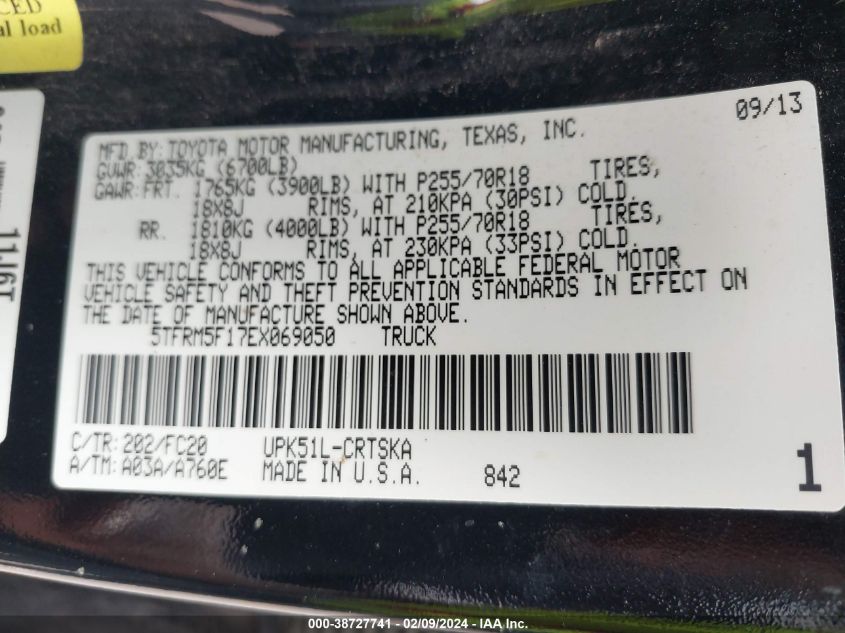 CED
al load
11J6T
09/13
MFD.BY: TOYOTA MOTOR MANUFACTURING, TEXAS, INC.
GVWR: 3035KG (6700LB)
GAWR: FRT. 1765KG (3900LB) WITH P255/70R18 TIRES,
18X8J RIMS, AT 210KPA (30PSI) COLD.
RR. 1810KG (4000LB) WITH P255/70R18 TIRES,
18X8J RIMS, AT 230KPA (33PSI) COLD.
THIS VEHICLE CONFORMS TO ALL APPLICABLE FEDERAL MOTOR
VEHICLE SAFETY AND THEFT PREVENTION STANDARDS IN EFFECT ON
THE DATE OF MANUFACTURE SHOWN ABOVE.
5TFRM5F17EX069050 TRUCK
C/TR: 202/FC20 UPK51L-CRTSKA
A/TM: A03A/A760E MADE IN U.S.A. 842 1
000-38727741 - 02/09/2024 - IAA Inc.